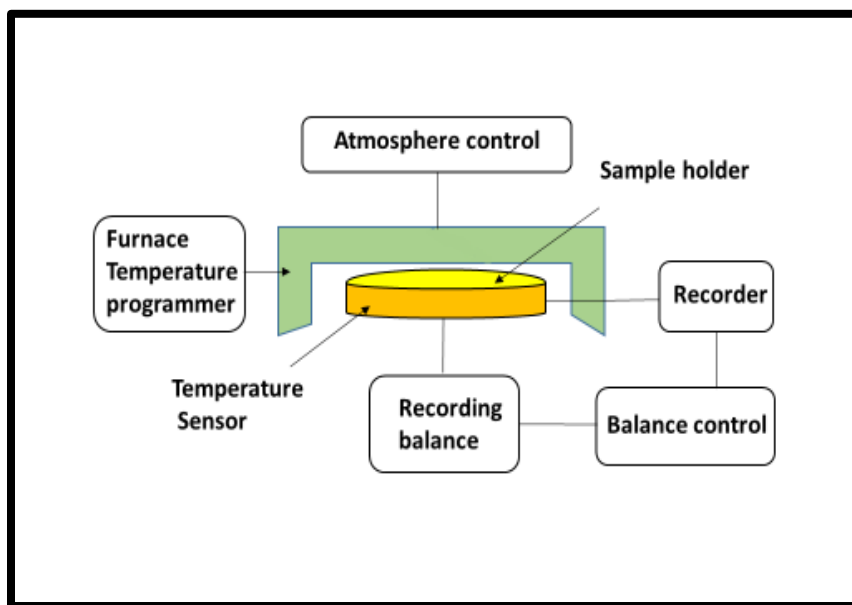 Atmosphere control
Sample holder
Furnace
Temperature
programmer
Recorder
Temperature
Sensor
Recording
balance
Balance control